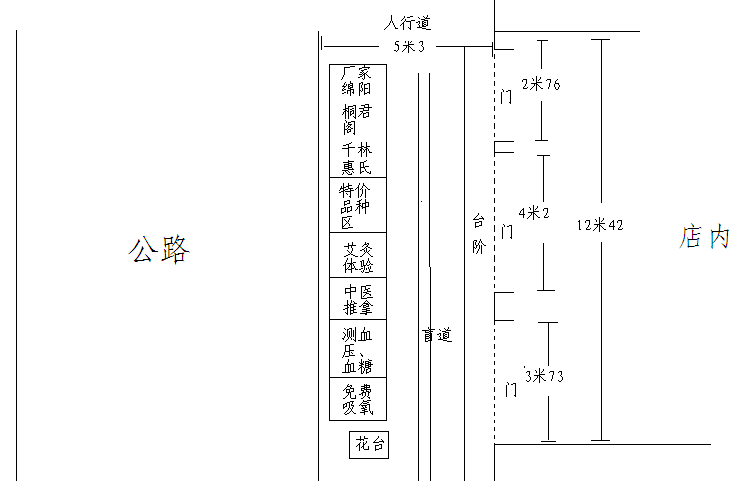 人行道
5米3
厂家
绵阳
桐君
阁
千林
惠氏
特价
品种
区
艾灸
体验
中医
推拿
测血
压、
血糖
免费
吸氧
花台
公路
盲道
台
阶
门
2米76
门
4米2
门
3米73
12米42
店内